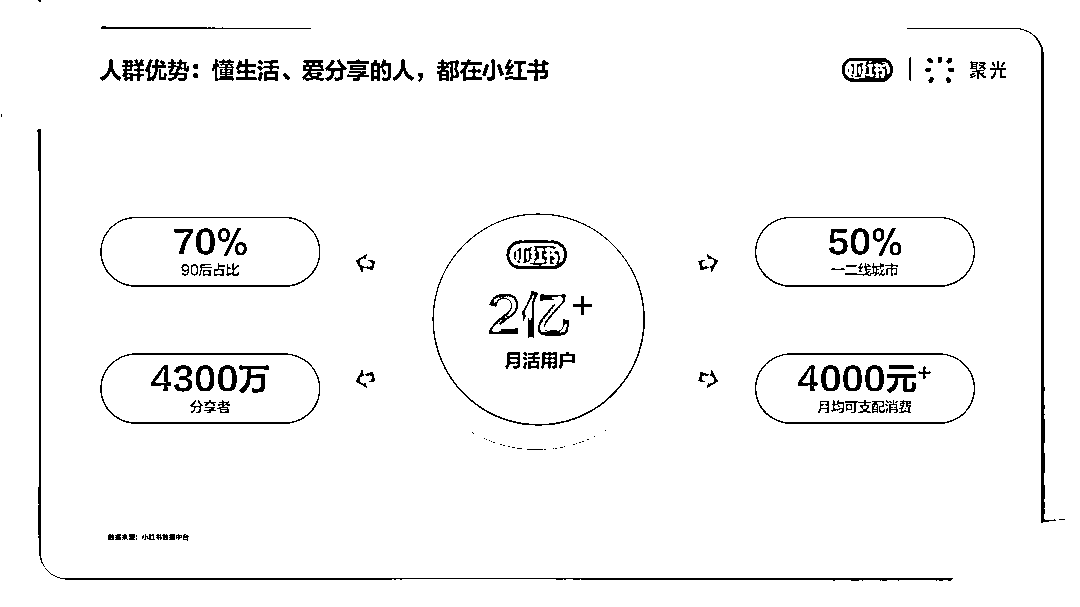 人群优势：懂生活、爱分享的人，都在小红书
小红书 | 聚光
70%
90后占比
50%
一二线城市
小红书
2亿+
月活用户
4300万
分享者
4000元+
月均可支配消费
数据来源：小红书数据中台